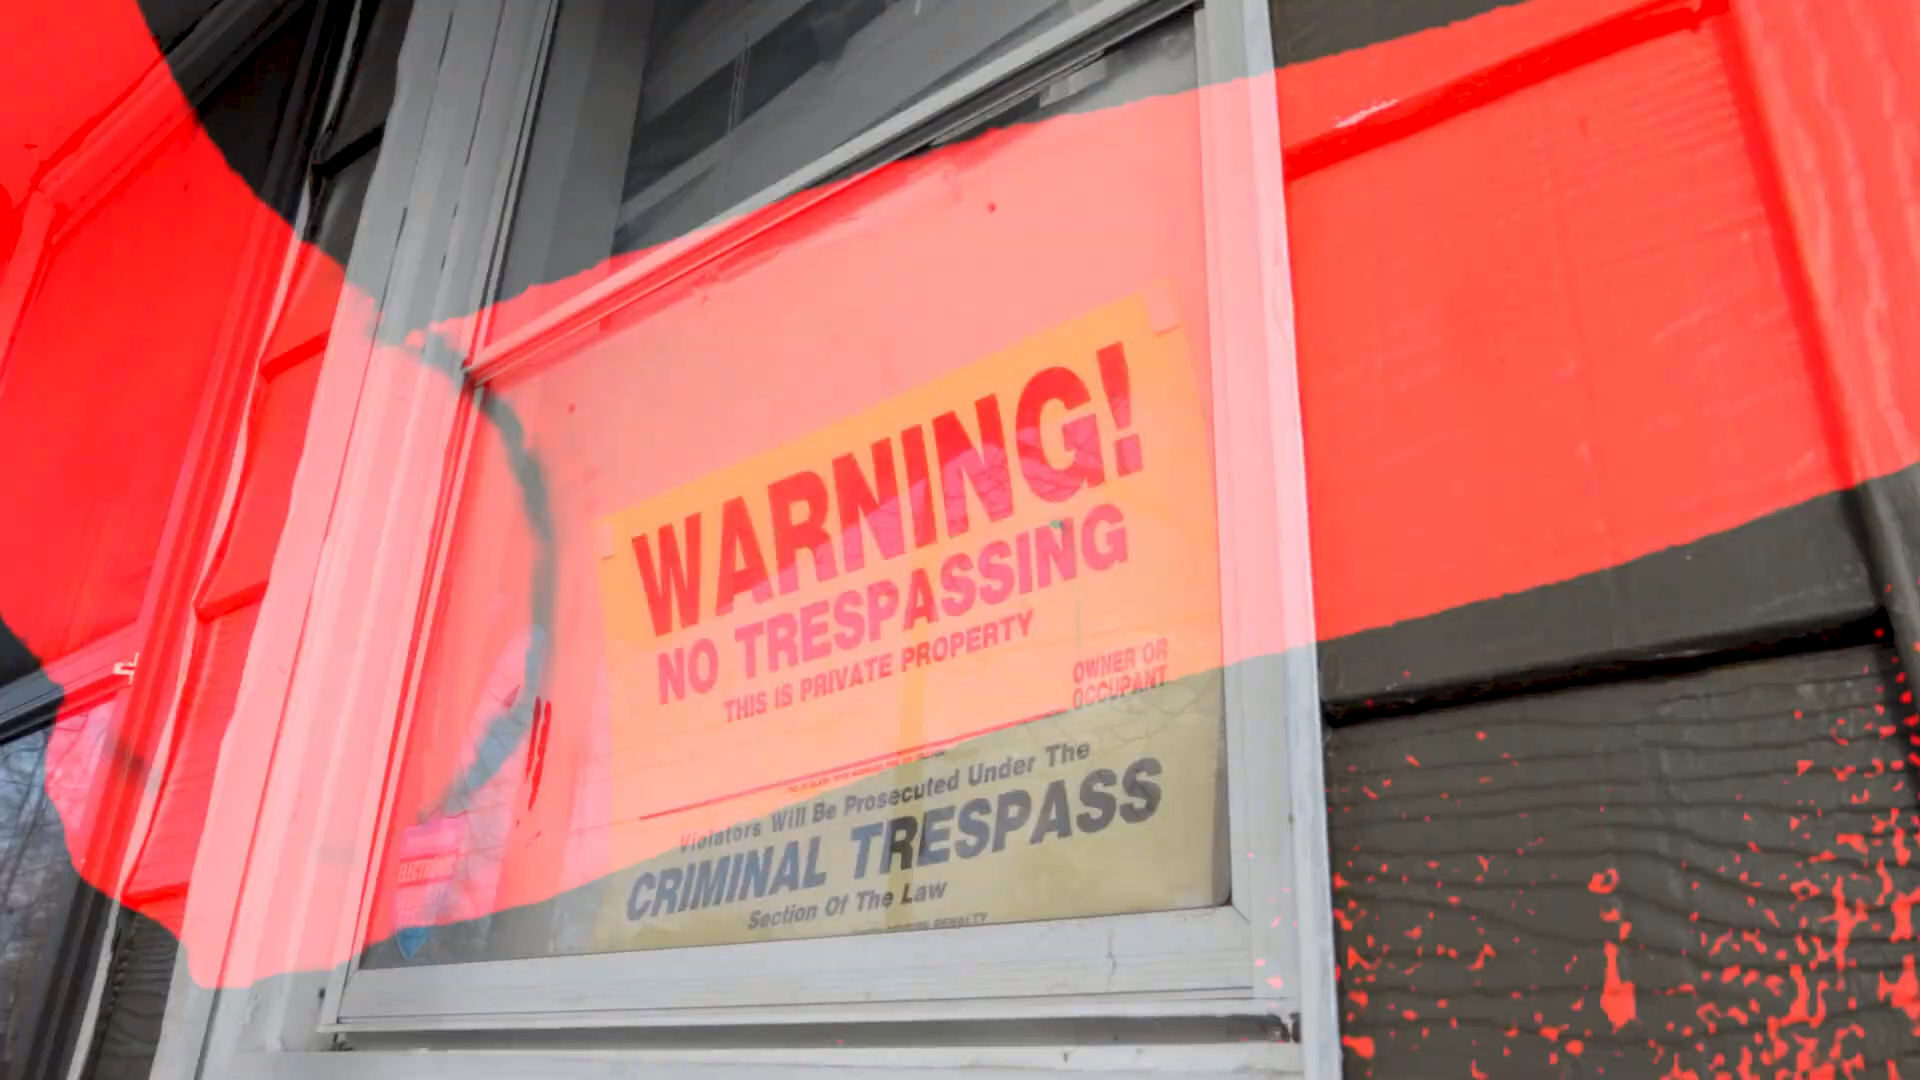 WARNING!
NO TRESPASSING
THIS IS PRIVATE PROPERTY
OWNER OR
OCCUPANT
Violators Will Be Prosecuted Under The
CRIMINAL TRESPASS
Section Of The Law
PENALTY